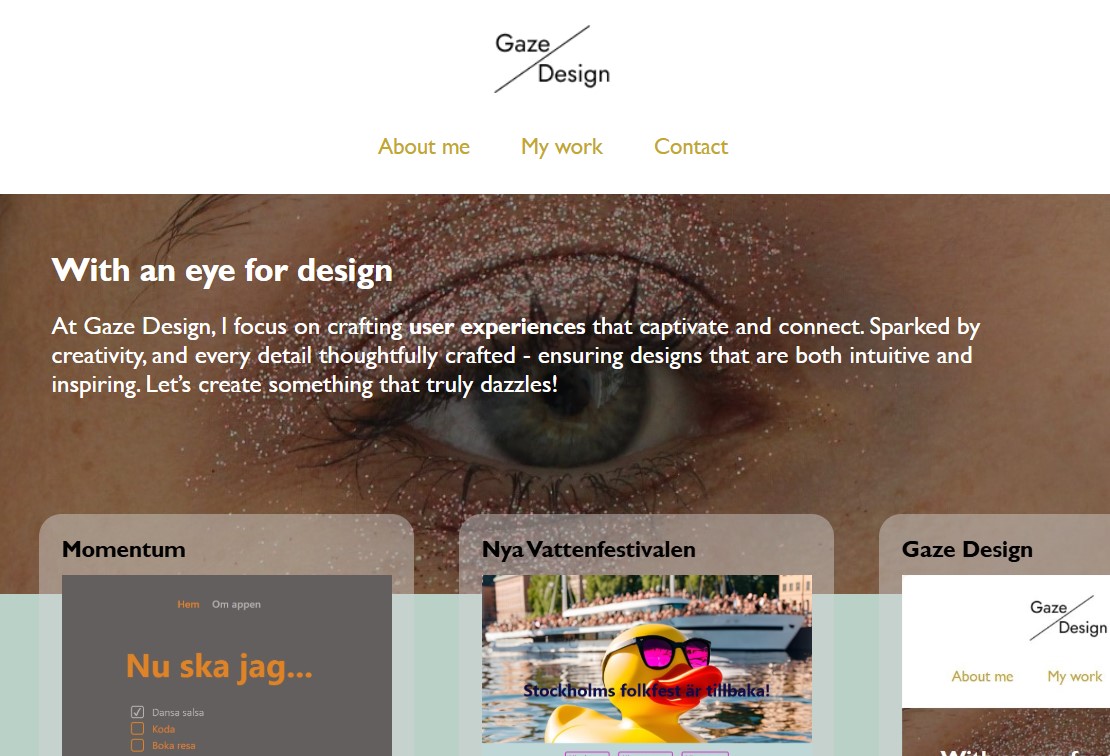 Gaze
Design
About me
My work
Contact
With an eye for design
At Gaze Design, I focus on crafting user experiences that captivate and connect. Sparked by
creativity, and every detail thoughtfully crafted - ensuring designs that are both intuitive and
inspiring. Let’s create something that truly dazzles!
Momentum
Hem
Om appen
Nu ska jag...
Dansa salsa
Koda
Boka resa
Nya Vattenfestivalen
Stockholms folkfest är tillbaka!
Gaze Design
Gaze
Design
About me
My work